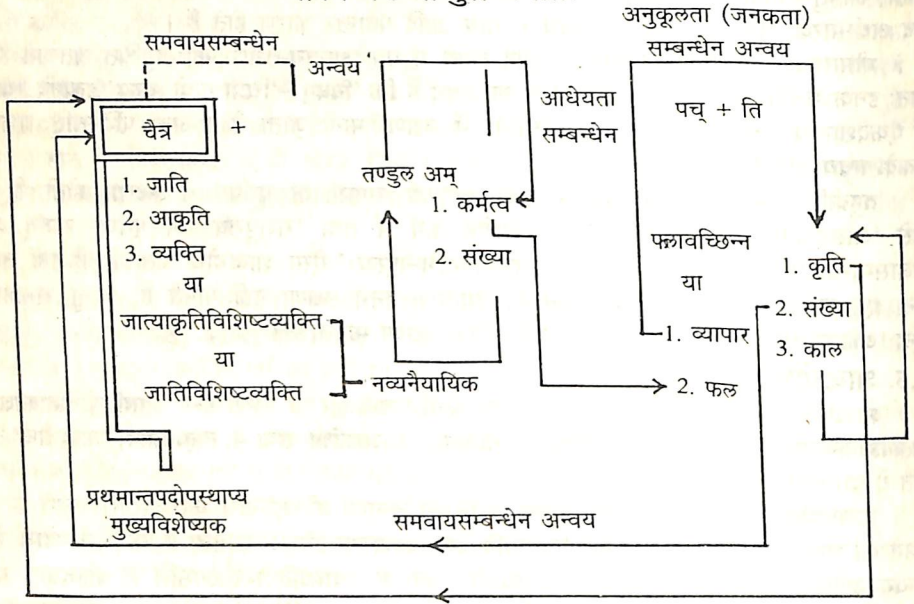 अनुकूलता (जनकता)
सम्बन्धेन अन्वय
समवायसम्बन्धेन
अन्वय
आधेयता
सम्बन्धेन
पच् + ति
चैत्र +
तण्डुल अम्
1. जाति
2. आकृति
3. व्यक्ति
या
जात्याकृतिविशिष्टव्यक्ति
या
जातिविशिष्टव्यक्ति
नव्यनैयायिक
1. कर्मत्व
2. संख्या
फ्लावच्छिन्न
या
1. व्यापार
2. फल
1. कृति
2. संख्या
3. काल
प्रथमान्तपदोपस्थाप्य
मुख्यविशेष्यक
समवायसम्बन्धेन अन्वय